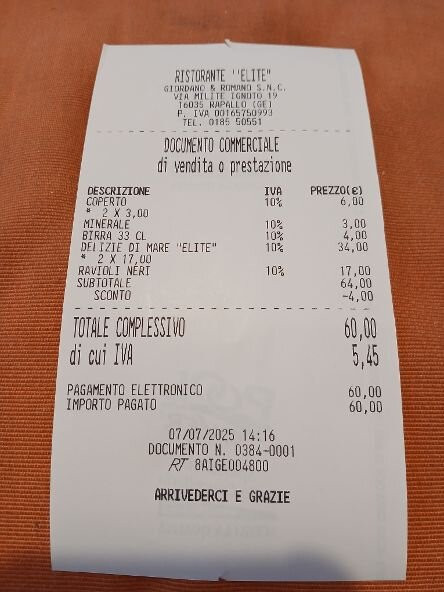 RISTORANTE ''ELITE''
GIORDANO & ROMANO S.N.C.
VIA MILITE IGNOTO 19
16035 RAPALLO (GE)
P. IVA 00165750993
TEL. 0185 50551
DOCUMENTO COMMERCIALE
di vendita o prestazione
DESCRIZIONE IVA PREZZO(€)
COPERTO 10% 6,00
* 2 X 3,00
MINERALE 10% 3,00
BIRRA 33 CL 10% 4,00
DELIZIE DI MARE "ELITE" 10% 34,00
* 2 X 17,00
RAVIOLI NERI 10% 17,00
SUBTOTALE 64,00
SCONTO -4,00
TOTALE COMPLESSIVO 60,00
di cui IVA 5,45
PAGAMENTO ELETTRONICO 60,00
IMPORTO PAGATO 60,00
07/07/2025 14:16
DOCUMENTO N. 0384-0001
RT 8AIGE004800
ARRIVEDERCI E GRAZIE